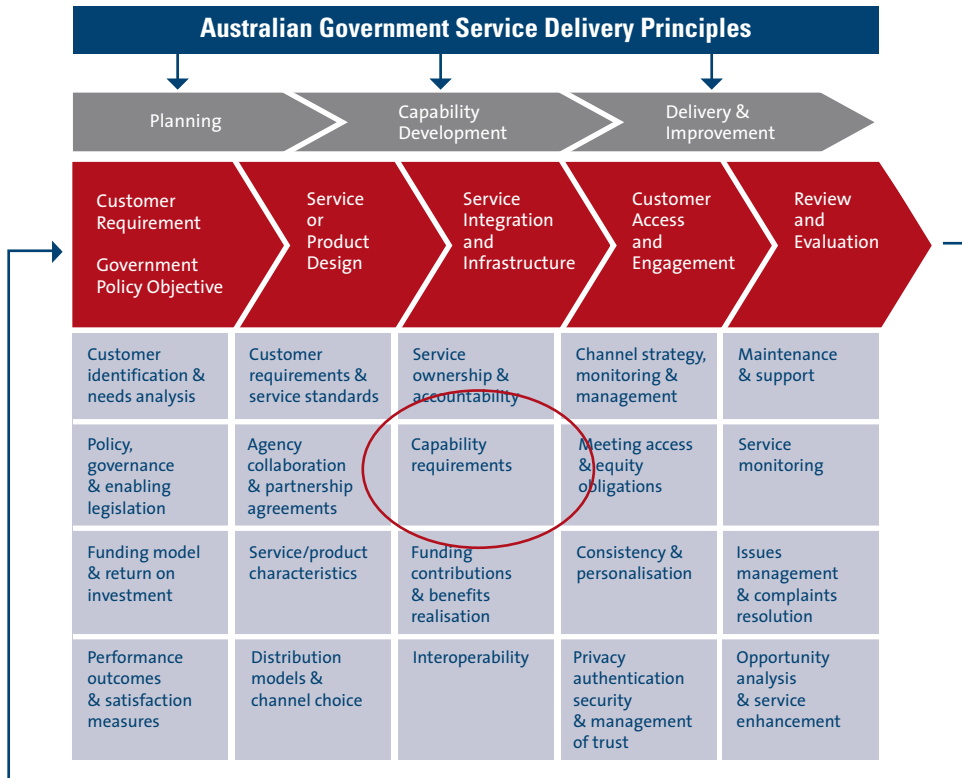 Australian Government Service Delivery Principles
Planning
Capability
Development
Delivery &
Improvement
Customer
Requirement
Government
Policy Objective
Service
or
Product
Design
Service
Integration
and
Infrastructure
Customer
Access
and
Engagement
Review
and
Evaluation
Customer
identification &
needs analysis
Customer
requirements &
service standards
Service
ownership &
accountability
Channel strategy,
monitoring &
management
Maintenance
& support
Policy,
governance
& enabling
legislation
Agency
collaboration
& partnership
agreements
Capability
requirements
Meeting access
& equity
obligations
Service
monitoring
Funding model
& return on
investment
Service/product
characteristics
Funding
contributions
& benefits
realisation
Consistency &
personalisation
Issues
management
& complaints
resolution
Performance
outcomes
& satisfaction
measures
Distribution
models &
channel choice
Interoperability
Privacy
authentication
security
& management
of trust
Opportunity
analysis
& service
enhancement